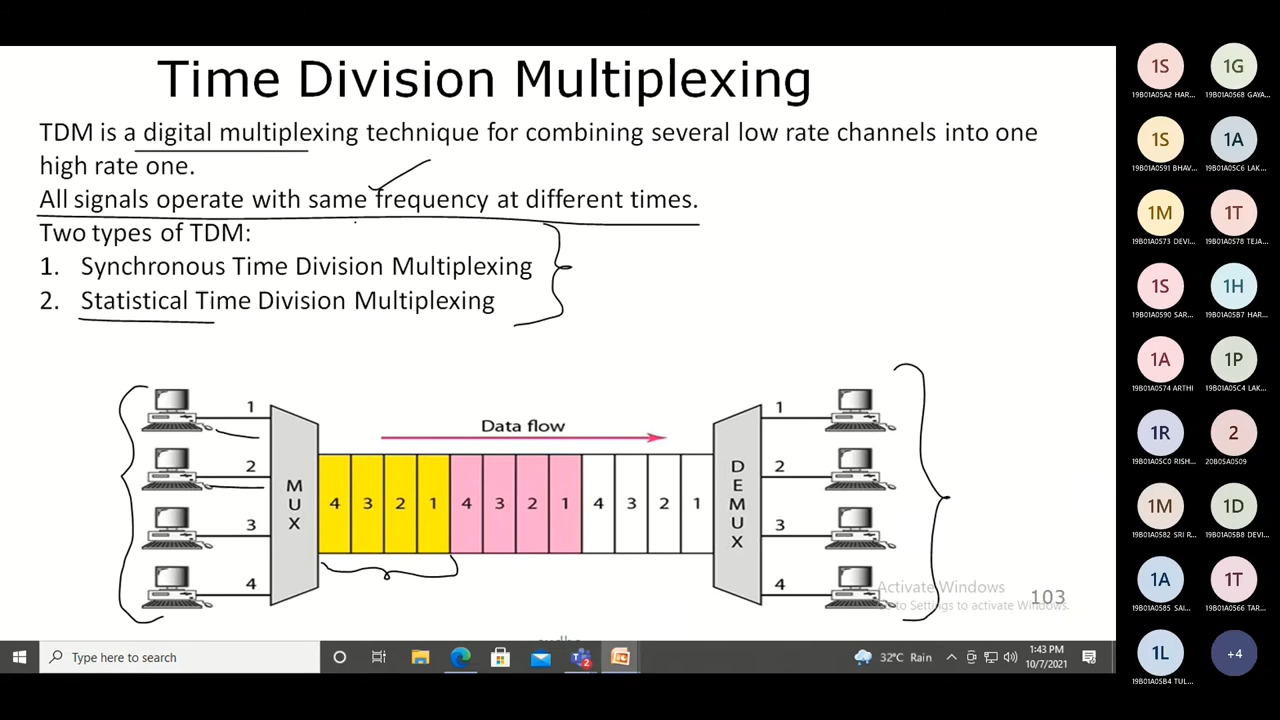 Time Division Multiplexing
TDM is a digital multiplexing technique for combining several low rate channels into one
high rate one.
All signals operate with same frequency at different times.
Two types of TDM:
1. Synchronous Time Division Multiplexing
2. Statistical Time Division Multiplexing
1
2
3
4
MUX
Data flow
4 3 2 1 4 3 2 1 4 3 2 1
DEMUX
1
2
3
4
Activate Windows
to Settings to activate Windows.
103
Type here to search
2
32°C Rain
1:43 PM
10/7/2021
1S 1G
19B01A05A2 HAR... 19B01A0568 GAYA...
1S 1A
19B01A0591 BHAV... 19B01A05C6 LAK...
1M 1T
19B01A0573 DEVI... 19B01A0578 TEJA...
1S 1H
19B01A0590 SAR... 19B01A05B7 HAR...
1A 1P
19B01A0574 ARTHI 19B01A05C4 LAK...
1R 2
19B01A05C0 RISH... 20B05A0509
1M 1D
19B01A0582 SRI R... 19B01A05B8 DEVI...
1A 1T
19B01A0585 SAI... 19B01A0566 TAR...
1L +4
19B01A05B4 TUL...